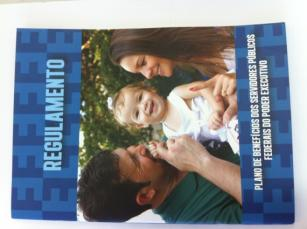 REGULAMENTO
PLANO DE BENEFÍCIOS DOS SERVIDORES PÚBLICOS
FEDERAIS DO PODER EXECUTIVO